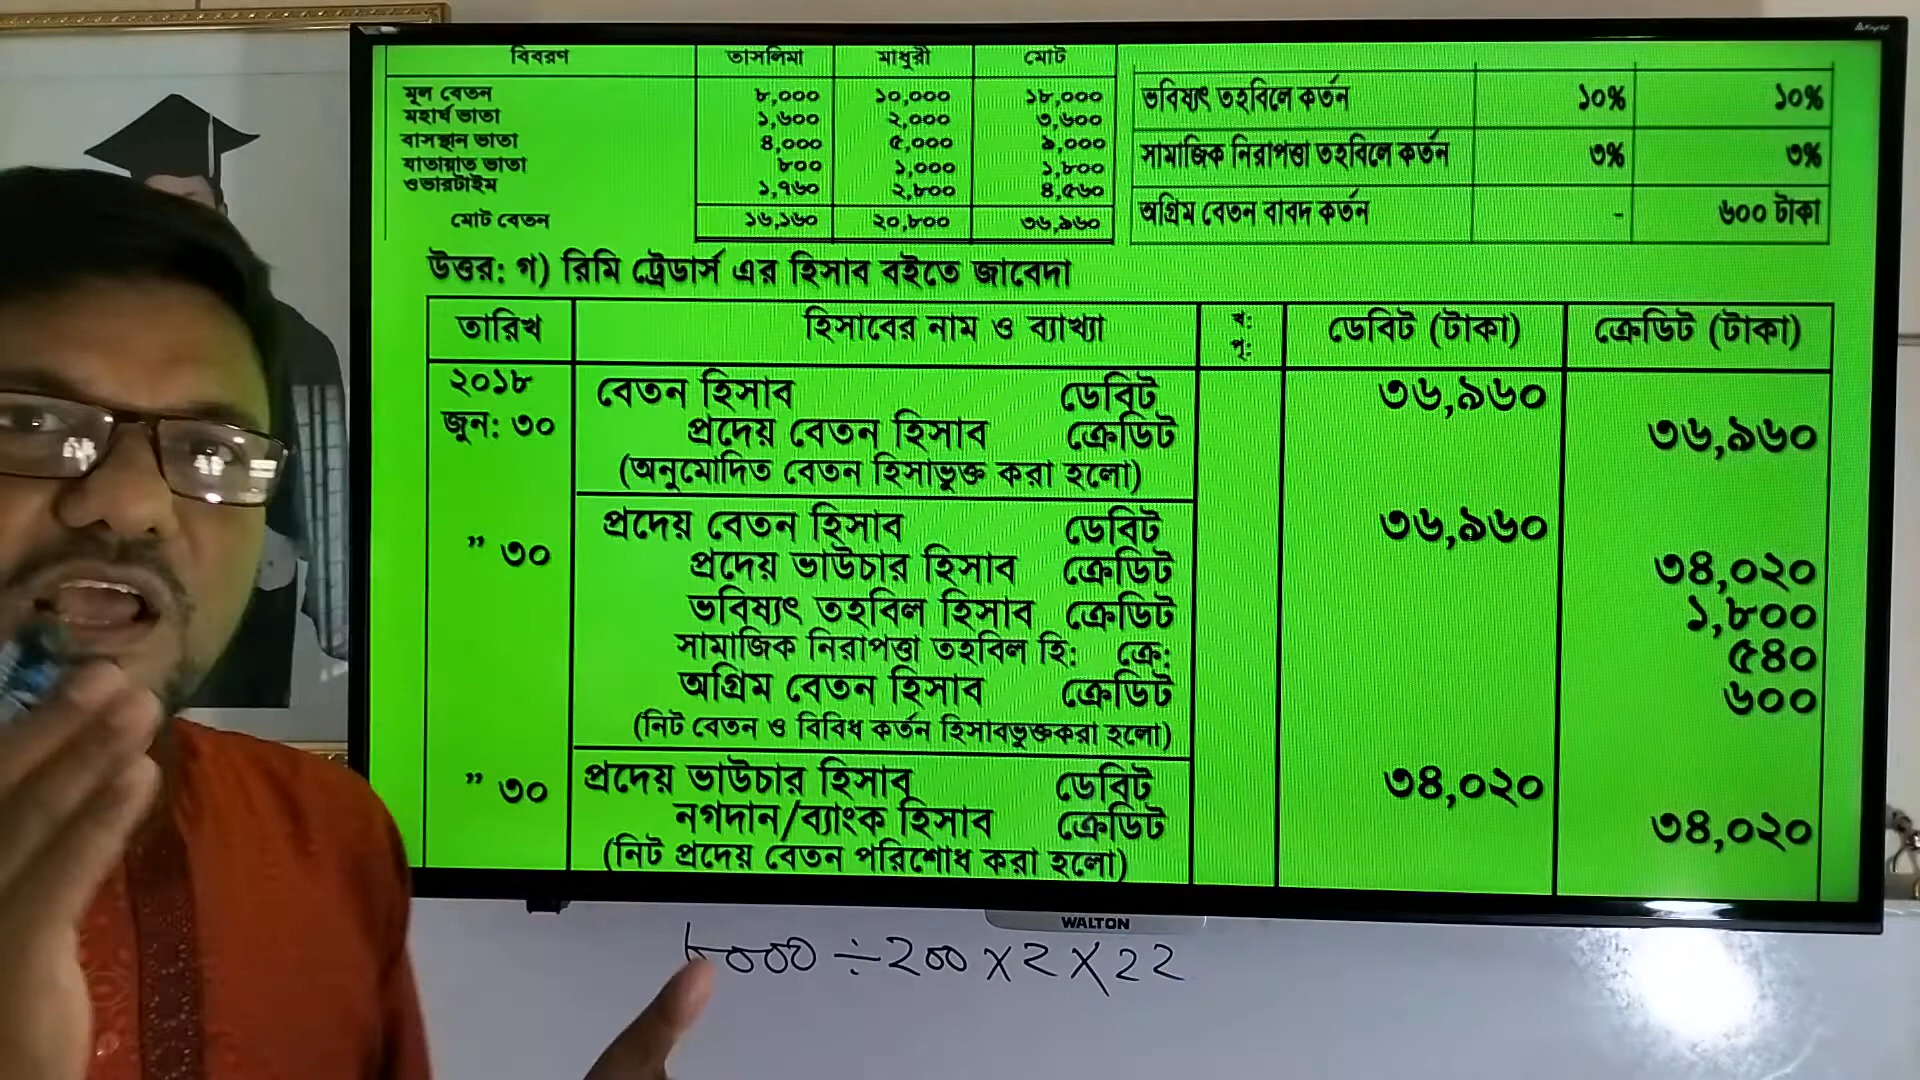 বিবরণ তাসলিমা মাধুরী মোট
মূল বেতন ৮,০০০ ১০,০০০ ১৮,০০০
মহার্ঘ ভাতা ১,৬০০ ২,০০০ ৩,৬০০
বাসস্থান ভাতা ৪,০০০ ৫,০০০ ৯,০০০
যাতায়াত ভাতা ৮০০ ১,০০০ ১,৮০০
ওভারটাইম ১,৭৬০ ২,৮০০ ৪,৫৬০
মোট বেতন ১৬,১৬০ ২০,৮০০ ৩৬,৯৬০
ভবিষ্যৎ তহবিলে কর্তন ১০% ১০%
সামাজিক নিরাপত্তা তহবিলে কর্তন ৩% ৩%
অগ্রিম বেতন বাবদ কর্তন - ৬০০ টাকা
উত্তর: গ) রিমি ট্রেডার্স এর হিসাব বইতে জাবেদা
তারিখ হিসাবের নাম ও ব্যাখ্যা খ: পৃ: ডেবিট (টাকা) ক্রেডিট (টাকা)
২০১৮ বেতন হিসাব ডেবিট ৩৬,৯৬০
জুন: ৩০ প্রদেয় বেতন হিসাব ক্রেডিট ৩৬,৯৬০
(অনুমোদিত বেতন হিসাভুক্ত করা হলো)
প্রদেয় বেতন হিসাব ডেবিট ৩৬,৯৬০
” ৩০ প্রদেয় ভাউচার হিসাব ক্রেডিট ৩৪,০২০
ভবিষ্যৎ তহবিল হিসাব ক্রেডিট ১,৮০০
সামাজিক নিরাপত্তা তহবিল হি: ক্রে: ৫৪০
অগ্রিম বেতন হিসাব ক্রেডিট ৬০০
(নিট বেতন ও বিবিধ কর্তন হিসাবভুক্তকরা হলো)
” ৩০ প্রদেয় ভাউচার হিসাব ডেবিট ৩৪,০২০
নগদান/ব্যাংক হিসাব ক্রেডিট ৩৪,০২০
(নিট প্রদেয় বেতন পরিশোধ করা হলো)
WALTON
৮০০০ ÷ 200 × 2 × 22